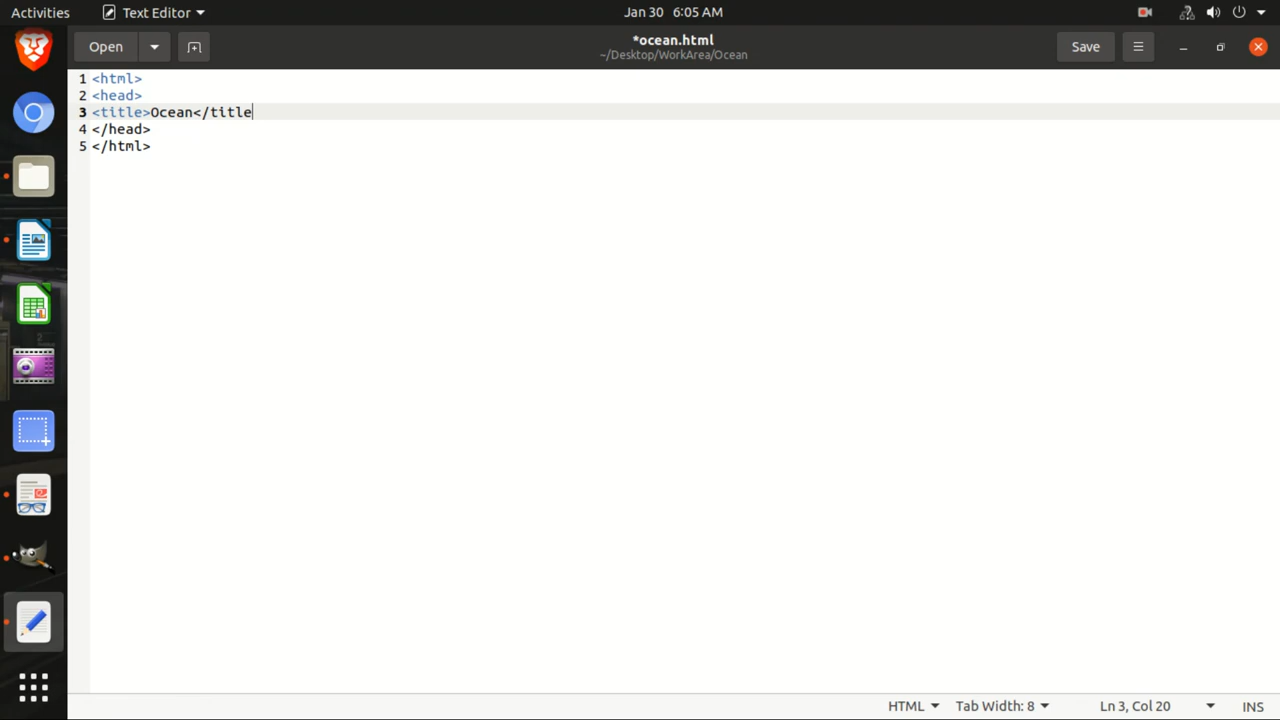 Activities Text Editor Jan 30 6:05 AM
Open *ocean.html Save
~/Desktop/WorkArea/Ocean
1 <html>
2 <head>
3 <title>Ocean</title
4 </head>
5 </html>
HTML Tab Width: 8 Ln 3, Col 20 INS